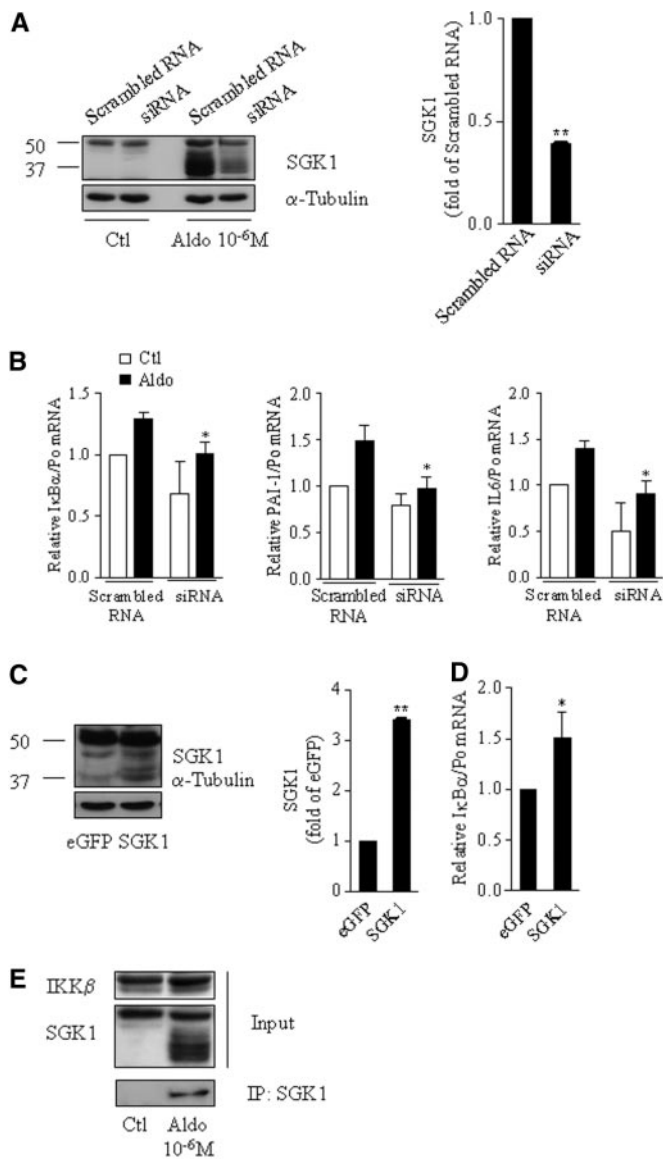 A
Scrambled RNA
siRNA
Scrambled RNA
siRNA
50
37
SGK1
α-Tubulin
Ctl
Aldo 10⁻⁶M
SGK1
(fold of Scrambled RNA)
1.0
0.5
0.0
**
Scrambled RNA
siRNA
B
Ctl
Aldo
Relative IκBα/Po mRNA
1.5
1.0
0.5
0.0
*
Scrambled
RNA
siRNA
Relative PAI-1/Po mRNA
2.0
1.5
1.0
0.5
0.0
*
Scrambled
RNA
siRNA
Relative IL6/Po mRNA
2.0
1.5
1.0
0.5
0.0
*
Scrambled
RNA
siRNA
C
50
37
SGK1
α-Tubulin
eGFP SGK1
SGK1
(fold of eGFP)
4
3
2
1
0
**
eGFP
SGK1
D
Relative IκBα/Po mRNA
2.0
1.5
1.0
0.5
0.0
*
eGFP
SGK1
E
IKKβ
SGK1
Input
IP: SGK1
Ctl
Aldo
10⁻⁶M